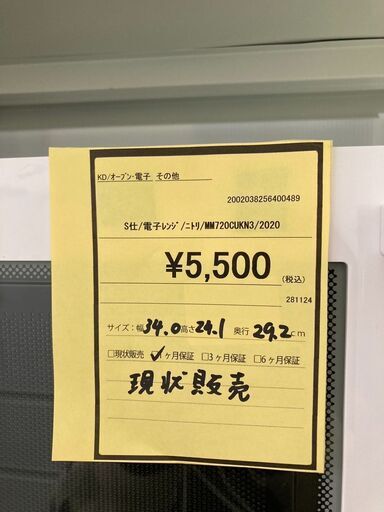 KD/オーブン・電子 その他
2002038256400489
S仕/電子レンジ/ニトリ/MM720CUKN3/2020
¥5,500
(税込)
281124
サイズ:幅34.0高さ24.1 奥行29.2cm
□現状販売 ✓ヶ月保証 □3ヶ月保証 □6ヶ月保証
現状販売